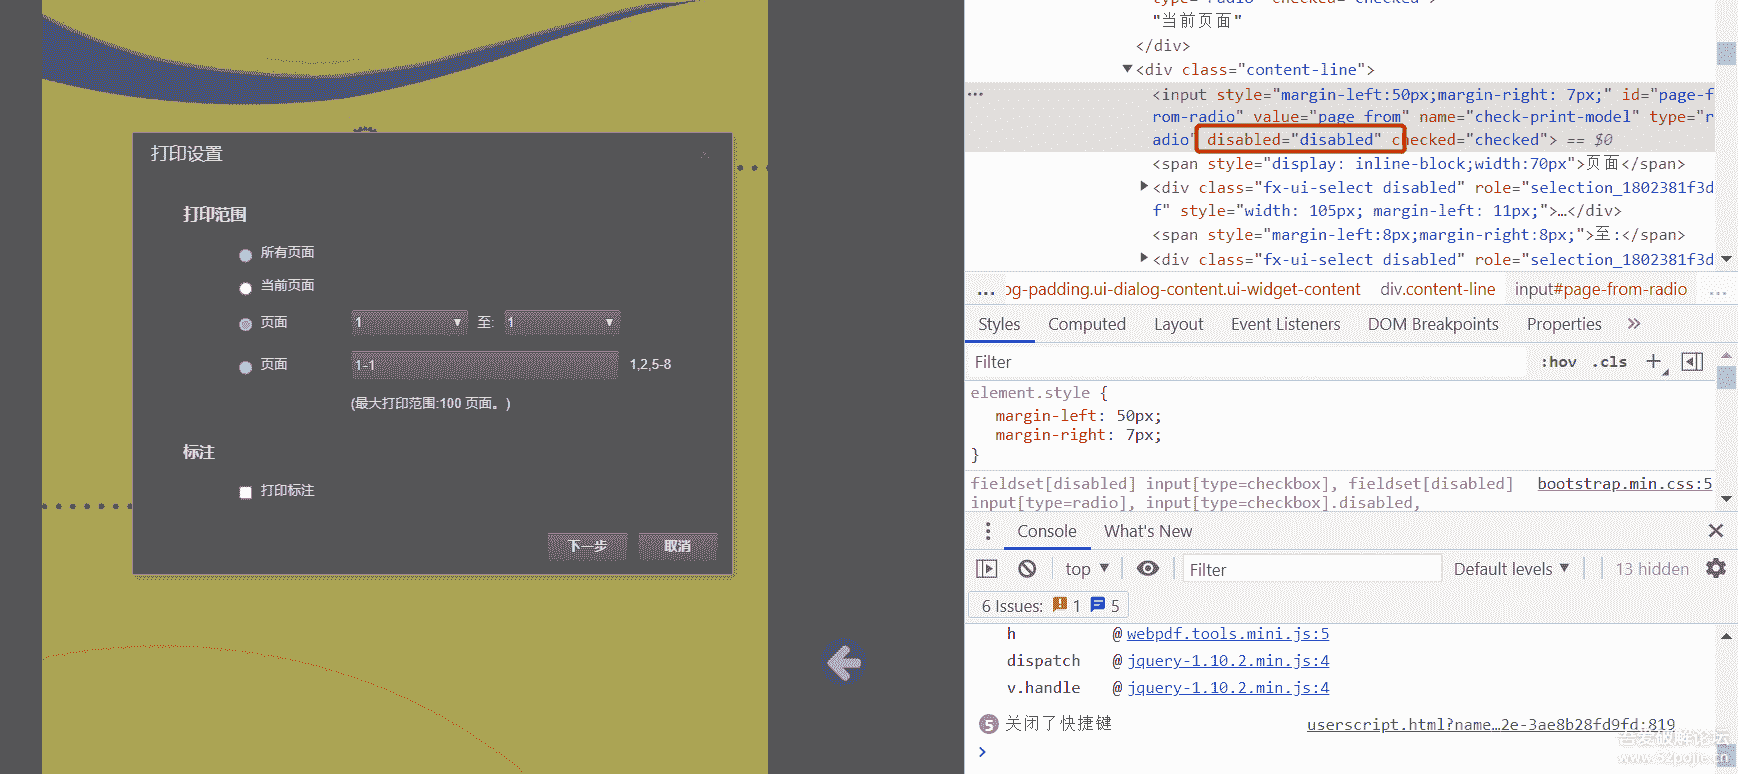 打印设置
打印范围
所有页面
当前页面
页面 1 ▼ 至: 1 ▼
页面 1-1 1,2,5-8
(最大打印范围:100 页面。)
标注
打印标注
下一步 取消
"当前页面"
</div>
▼<div class="content-line">
… <input style="margin-left:50px;margin-right: 7px;" id="page-f
rom-radio" value="page from" name="check-print-model" type="r
adio" disabled="disabled" checked="checked"> == $0
<span style="display: inline-block;width:70px">页面</span>
▶<div class="fx-ui-select disabled" role="selection_1802381f3d
f" style="width: 105px; margin-left: 11px;">…</div>
<span style="margin-left:8px;margin-right:8px;">至:</span>
▶<div class="fx-ui-select disabled" role="selection_1802381f3d
… og-padding.ui-dialog-content.ui-widget-content div.content-line input#page-from-radio …
Styles Computed Layout Event Listeners DOM Breakpoints Properties »
Filter :hov .cls +
element.style {
margin-left: 50px;
margin-right: 7px;
}
fieldset[disabled] input[type=checkbox], fieldset[disabled] bootstrap.min.css:5
input[type=radio], input[type=checkbox].disabled,
Console What's New
top ▼ Filter Default levels ▼ 13 hidden
6 Issues: 1 5
h @ webpdf.tools.mini.js:5
dispatch @ jquery-1.10.2.min.js:4
v.handle @ jquery-1.10.2.min.js:4
5 关闭了快捷键 userscript.html?name…2e-3ae8b28fd9fd:819
>
吾爱破解论坛
www.52pojie.cn